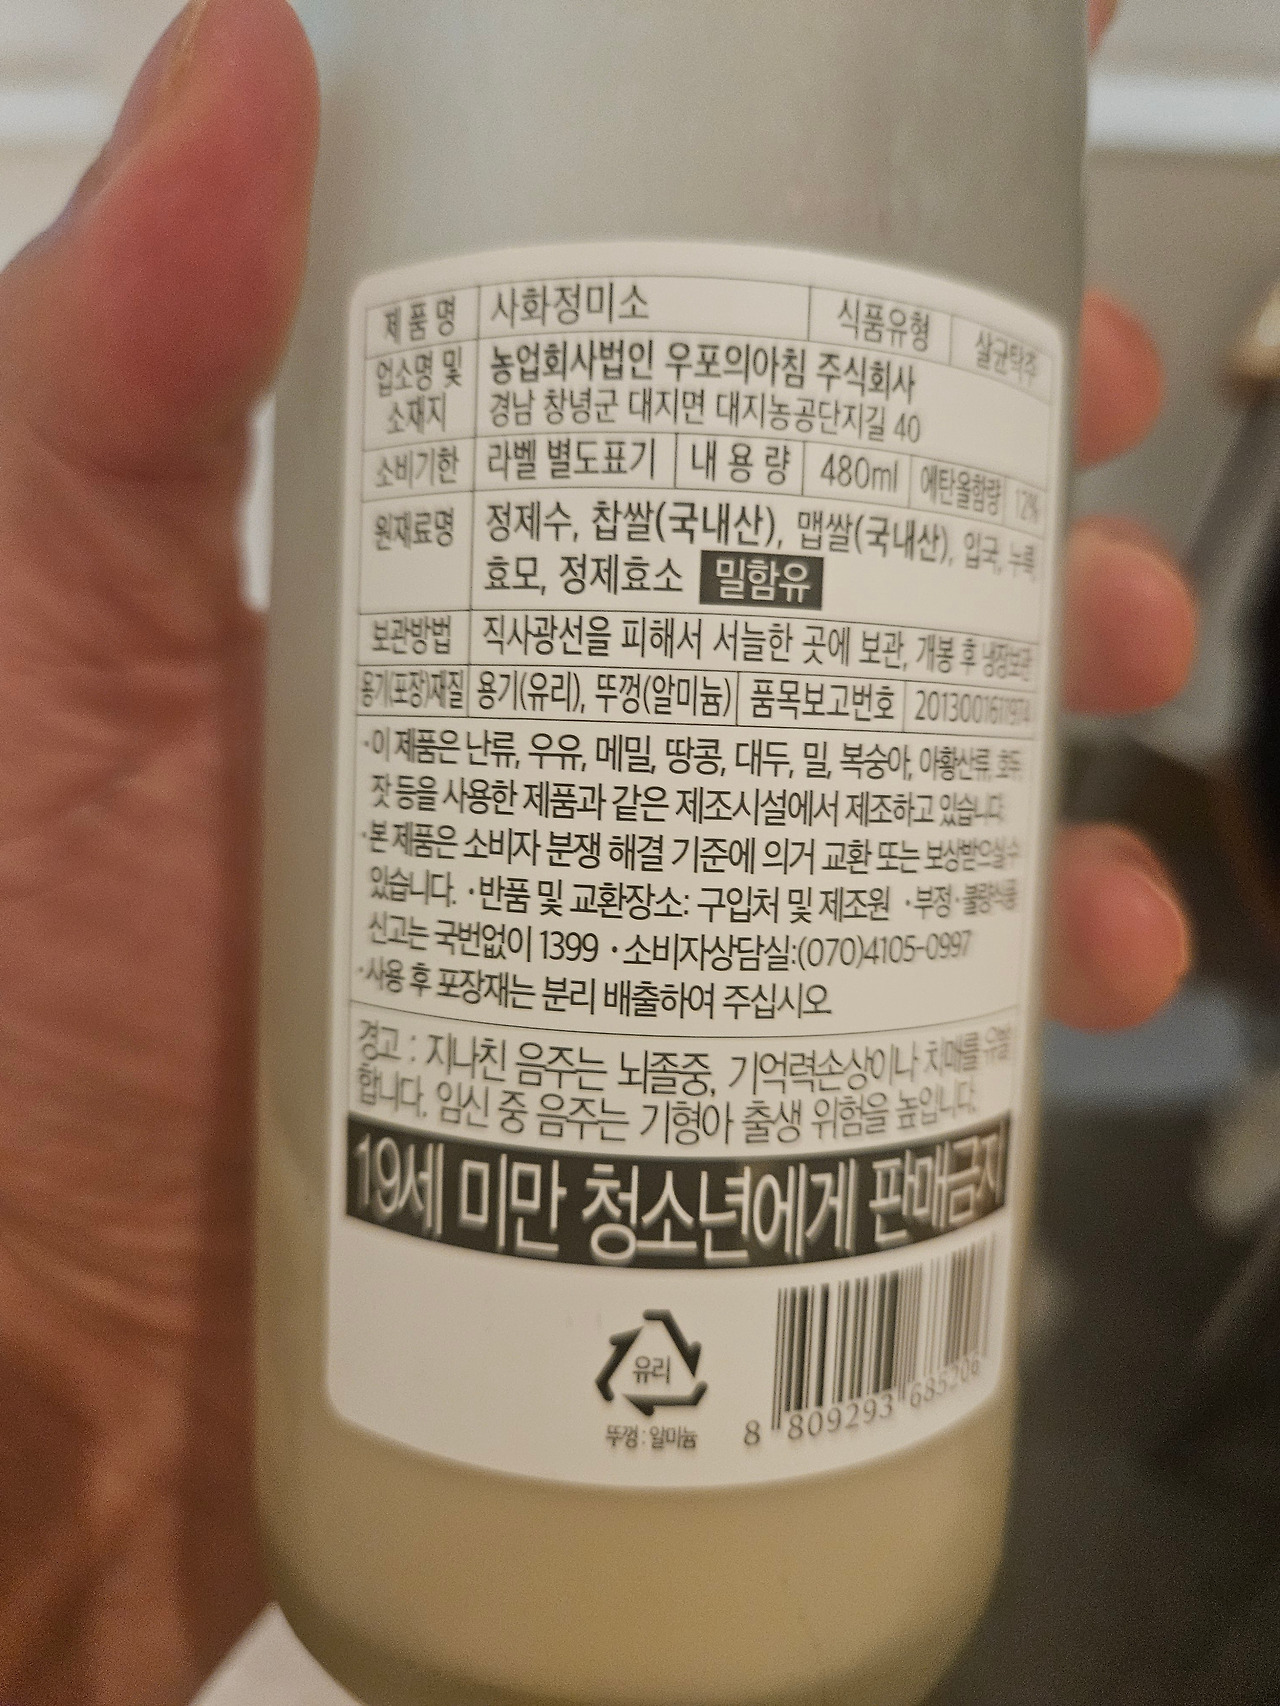 제 품 명 사화정미소 식품유형 살균탁주
업소명 및 농업회사법인 우포의아침 주식회사
소재지 경남 창녕군 대지면 대지농공단지길 40
소비기한 라벨 별도표기 내 용 량 480ml 에탄올함량 12%
원재료명 정제수, 찹쌀(국내산), 맵쌀(국내산), 입국, 누룩,
효모, 정제효소 밀함유
보관방법 직사광선을 피해서 서늘한 곳에 보관, 개봉 후 냉장보관
용기(포장)재질 용기(유리), 뚜껑(알미늄) 품목보고번호
·이 제품은 난류, 우유, 메밀, 땅콩, 대두, 밀, 복숭아, 아황산류, 호두,
잣 등을 사용한 제품과 같은 제조시설에서 제조하고 있습니다.
·본 제품은 소비자 분쟁 해결 기준에 의거 교환 또는 보상받으실 수
있습니다. ·반품 및 교환장소: 구입처 및 제조원 ·부정·불량식품
신고는 국번없이 1399 ·소비자상담실:(070)4105-0997
·사용 후 포장재는 분리 배출하여 주십시오
경고 : 지나친 음주는 뇌졸중, 기억력손상이나 치매를 유발
합니다. 임신 중 음주는 기형아 출생 위험을 높입니다.
19세 미만 청소년에게 판매금지
유리
뚜껑 : 알미늄
8 809293 685206